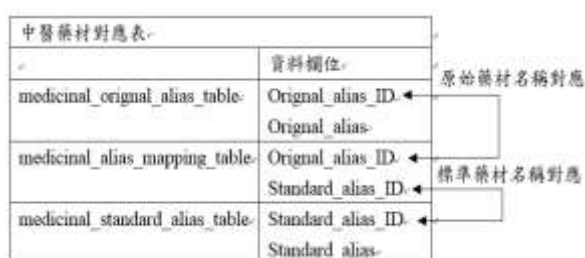 中醫藥材對應表
資料欄位
原始藥材名稱對應
medicinal_orignal_alias_table
Orignal_alias_ID
Orignal_alias
medicinal_alias_mapping_table
Orignal_alias_ID
標準藥材名稱對應
Standard_alias_ID
medicinal_standard_alias_table
Standard_alias_ID
Standard_alias